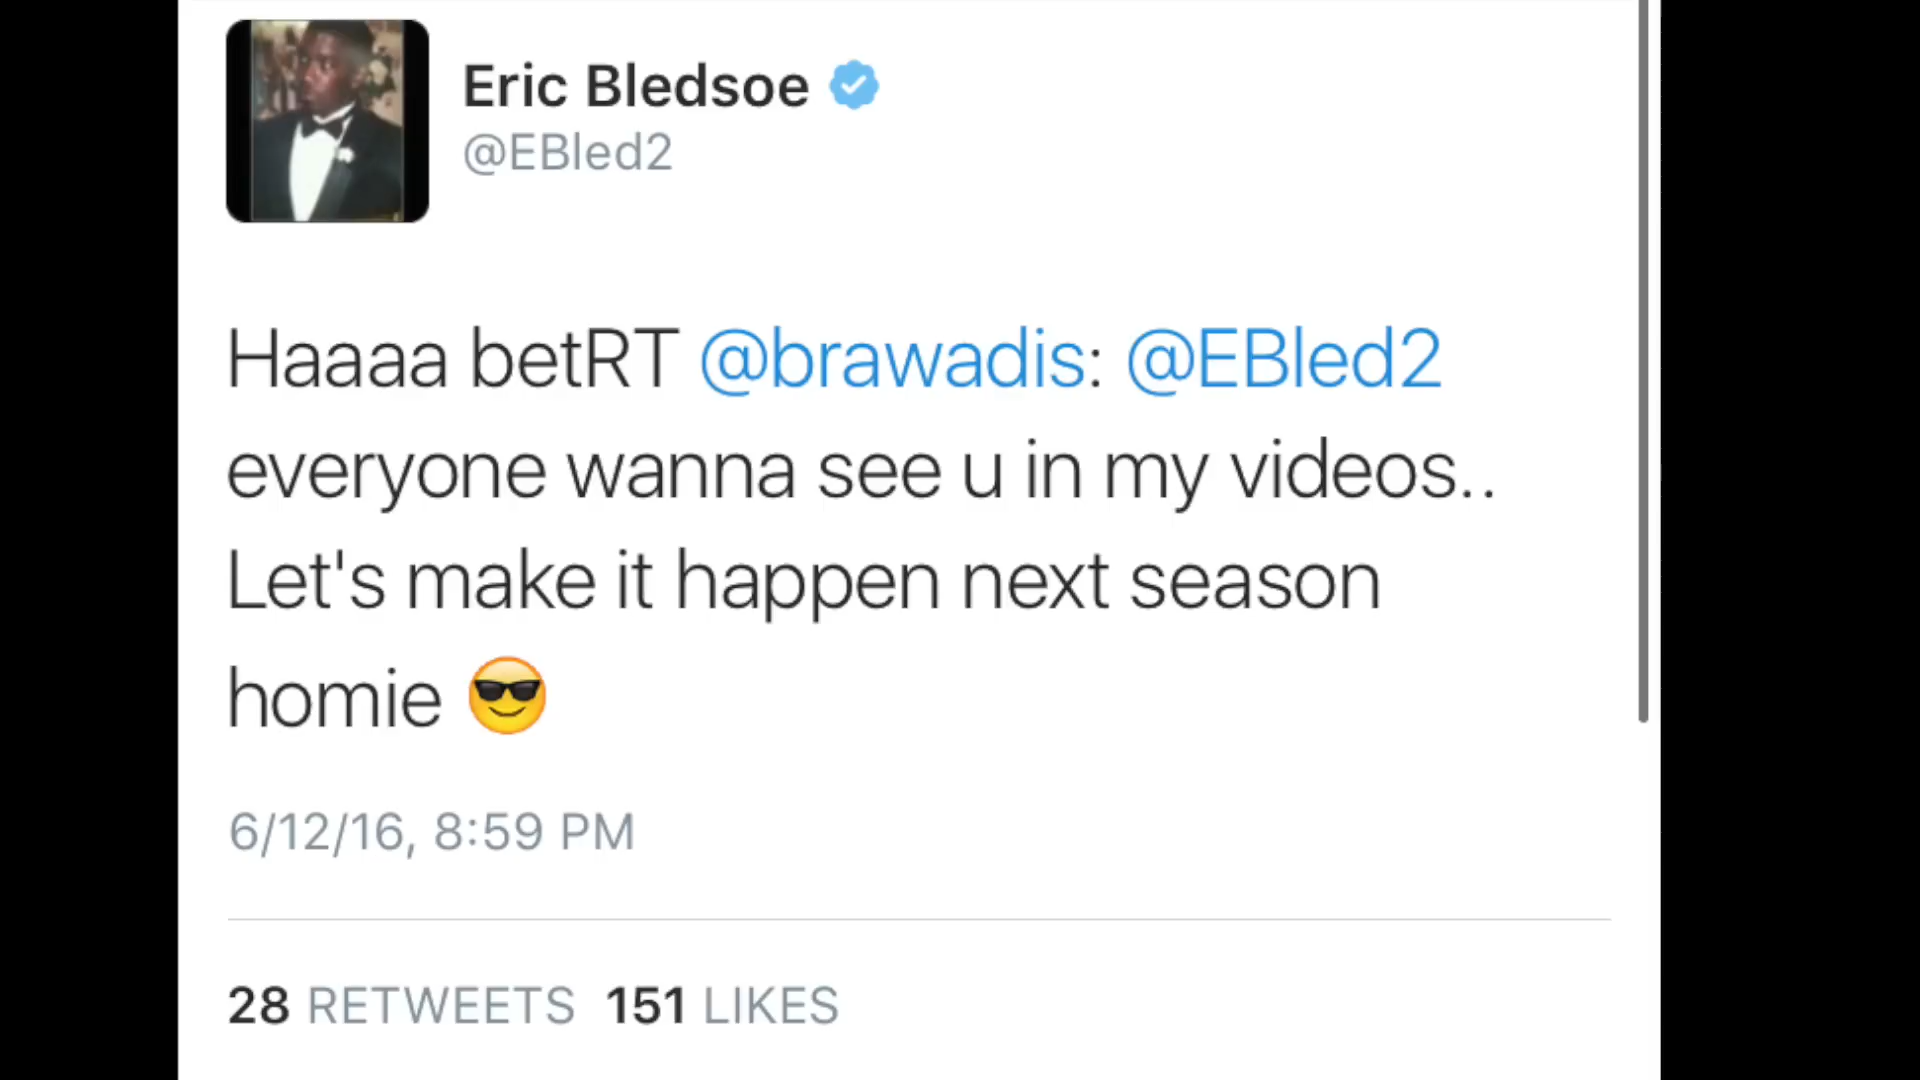 Eric Bledsoe
@EBled2
Haaaa betRT @brawadis: @EBled2
everyone wanna see u in my videos..
Let's make it happen next season
homie 😎
6/12/16, 8:59 PM
28 RETWEETS 151 LIKES